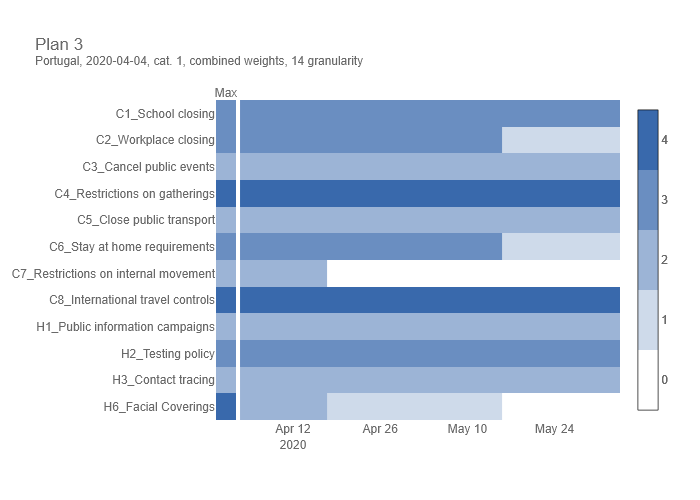 Plan 3
Portugal, 2020-04-04, cat. 1, combined weights, 14 granularity
Max
C1_School closing
C2_Workplace closing
C3_Cancel public events
C4_Restrictions on gatherings
C5_Close public transport
C6_Stay at home requirements
C7_Restrictions on internal movement
C8_International travel controls
H1_Public information campaigns
H2_Testing policy
H3_Contact tracing
H6_Facial Coverings
Apr 12 Apr 26 May 10 May 24
2020
4
3
2
1
0